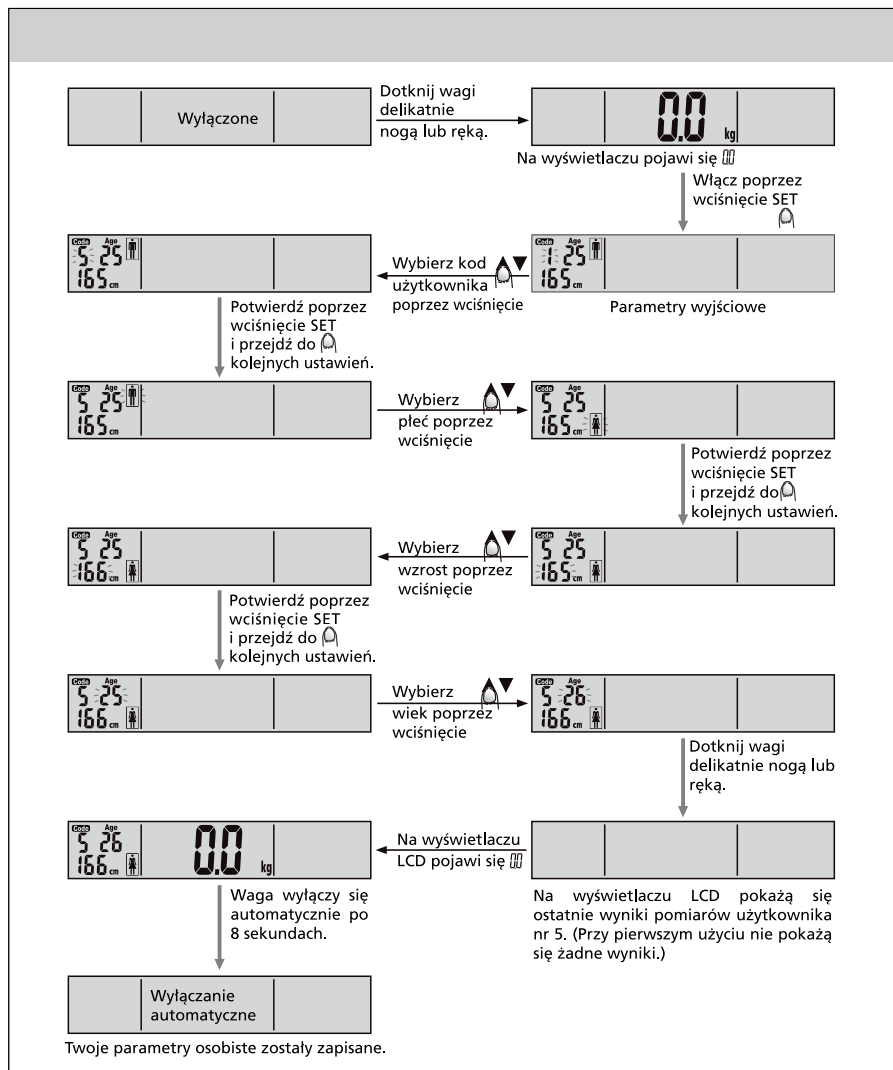 Wyłączone
Dotknij wagi
delikatnie
nogą lub ręką.
0.0 kg
Na wyświetlaczu pojawi się 0.0
Włącz poprzez
wciśnięcie SET
Code Age
1 25
165 cm
Parametry wyjściowe
Wybierz kod
użytkownika
poprzez wciśnięcie
Code Age
5 25
165 cm
Potwierdź poprzez
wciśnięcie SET
i przejdź do
kolejnych ustawień.
Code Age
5 25
165 cm
Wybierz
płeć poprzez
wciśnięcie
Code Age
5 25
165 cm
Potwierdź poprzez
wciśnięcie SET
i przejdź do
kolejnych ustawień.
Code Age
5 25
165 cm
Wybierz
wzrost poprzez
wciśnięcie
Code Age
5 25
166 cm
Potwierdź poprzez
wciśnięcie SET
i przejdź do
kolejnych ustawień.
Code Age
5 25
166 cm
Wybierz
wiek poprzez
wciśnięcie
Code Age
5 26
166 cm
Dotknij wagi
delikatnie nogą lub
ręką.
Na wyświetlaczu LCD pokażą się
ostatnie wyniki pomiarów użytkownika
nr 5. (Przy pierwszym użyciu nie pokażą
się żadne wyniki.)
Na wyświetlaczu
LCD pojawi się 0.0
Code Age
5 26
166 cm
0.0 kg
Waga wyłączy się
automatycznie po
8 sekundach.
Wyłączanie
automatyczne
Twoje parametry osobiste zostały zapisane.